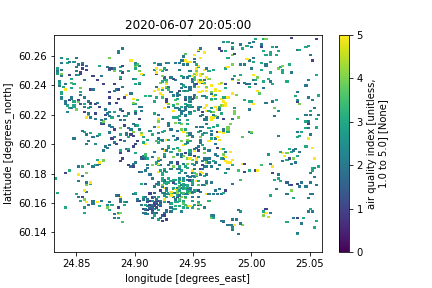 2020-06-07 20:05:00
60.26
60.24
60.22
60.20
60.18
60.16
60.14
latitude [degrees_north]
24.85 24.90 24.95 25.00 25.05
longitude [degrees_east]
5
4
3
2
1
0
air quality index [unitless,
1.0 to 5.0] [None]